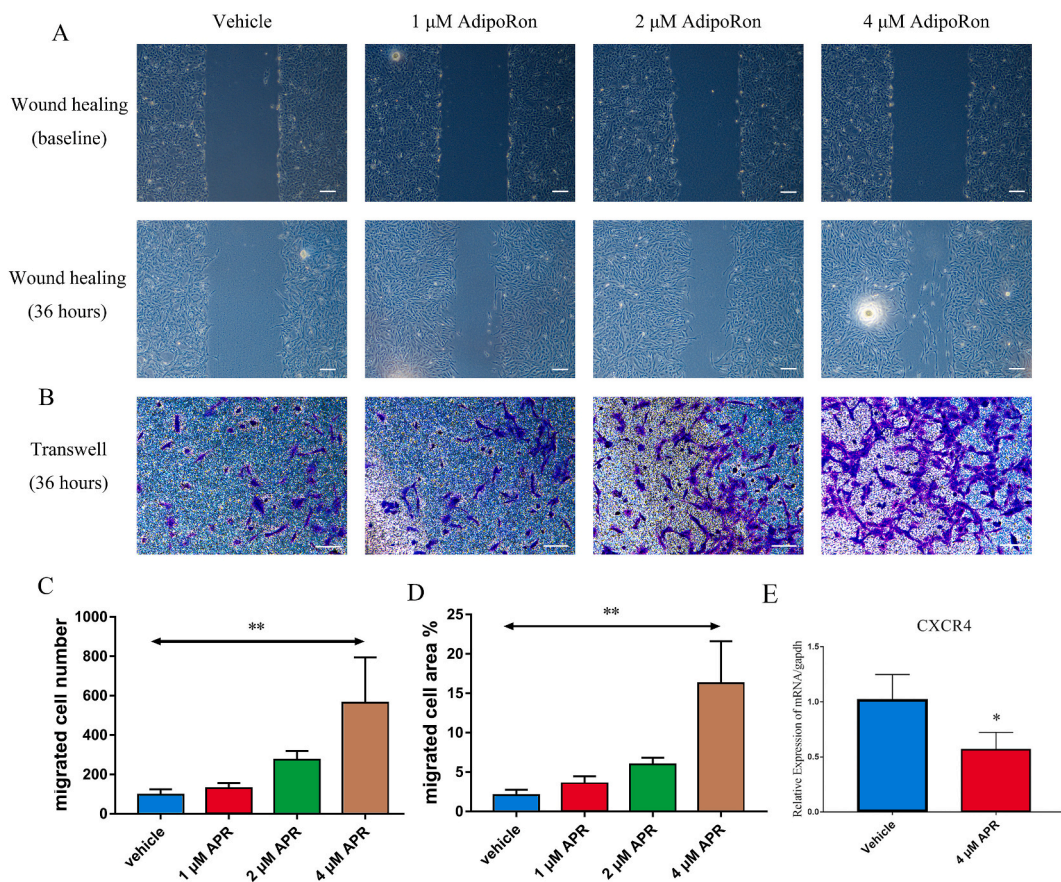 A
Vehicle
1 μM AdipoRon
2 μM AdipoRon
4 μM AdipoRon
Wound healing
(baseline)
Wound healing
(36 hours)
B
Transwell
(36 hours)
C
migrated cell number
1000
800
600
400
200
0
**
vehicle
1 μM APR
2 μM APR
4 μM APR
D
migrated cell area %
25
20
15
10
5
0
**
vehicle
1 μM APR
2 μM APR
4 μM APR
E
CXCR4
Relative Expression of mRNA/gapdh
1.5
1.0
0.5
0.0
*
Vehicle
4 μM APR